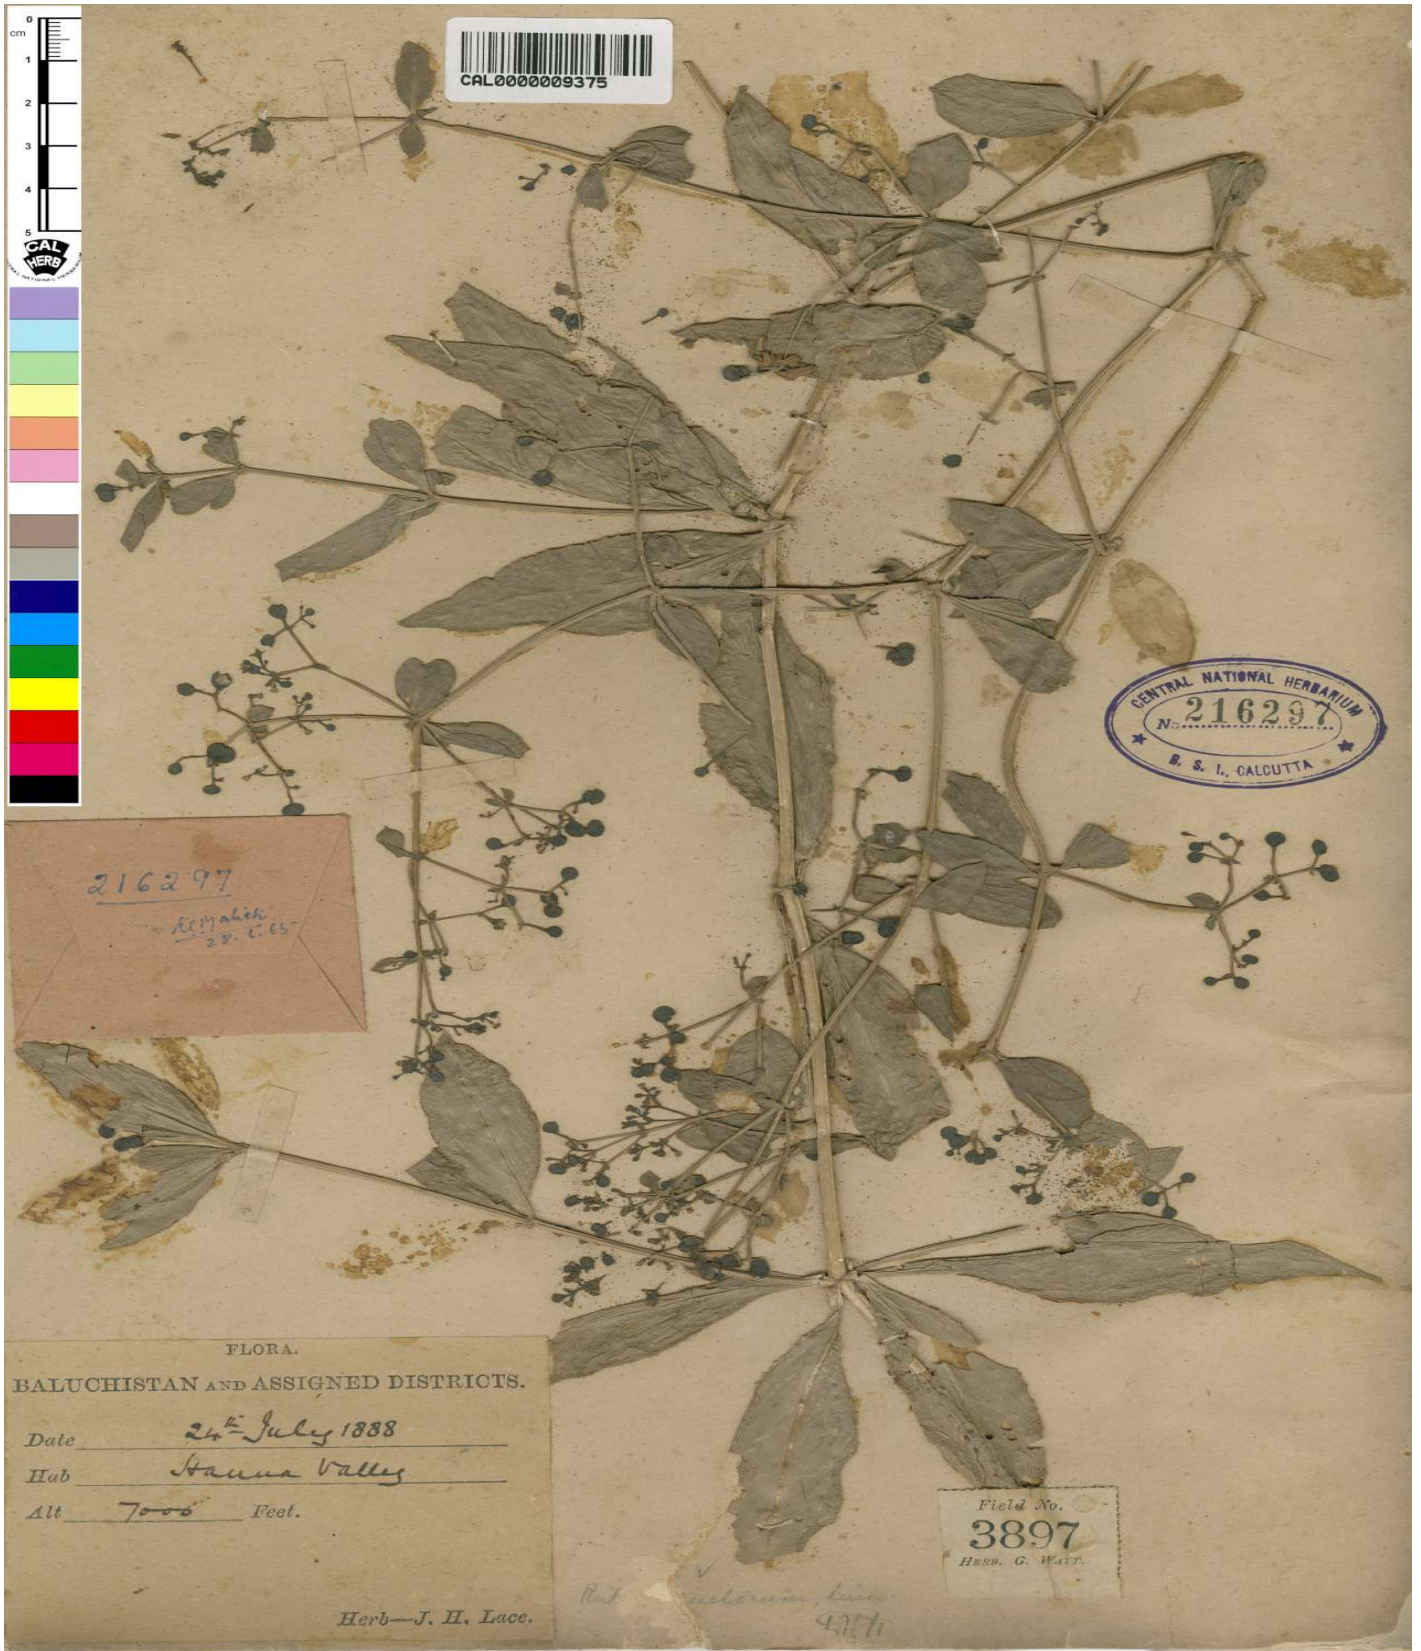 0
cm
1
2
3
4
5
CAL
HERB
CAL0000009375
CENTRAL NATIONAL HERBARIUM
No 216297
B. S. I., CALCUTTA
216297
FLORA.
BALUCHISTAN AND ASSIGNED DISTRICTS.
Date 24th July 1888
Hab Hanna Valley
Alt 7000 Feet.
Herb—J. H. Lace.
Field No.
3897
HERB. G. WATT.